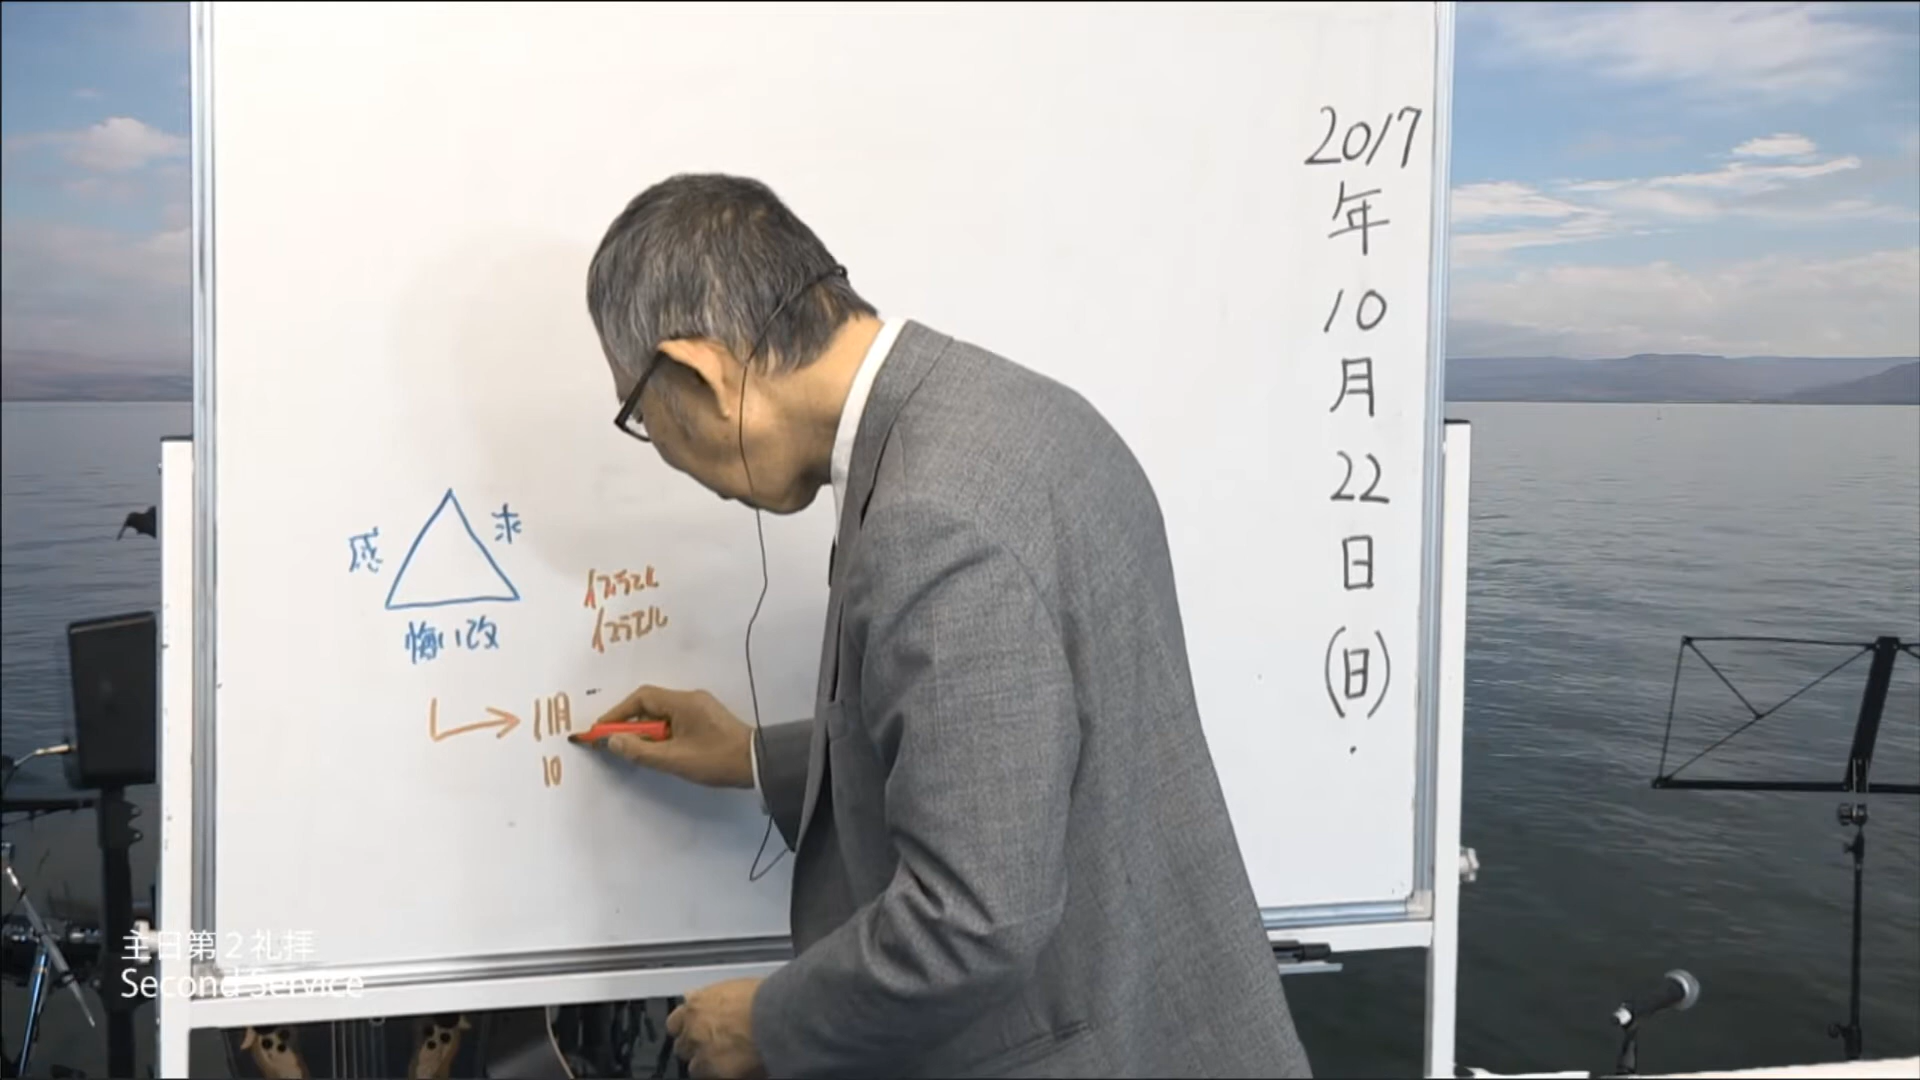 2017
年
10
月
22
日
(日)
感
求
悔い改
イスラエル
イスラエル
11月
10
主日第2礼拝
Second Service